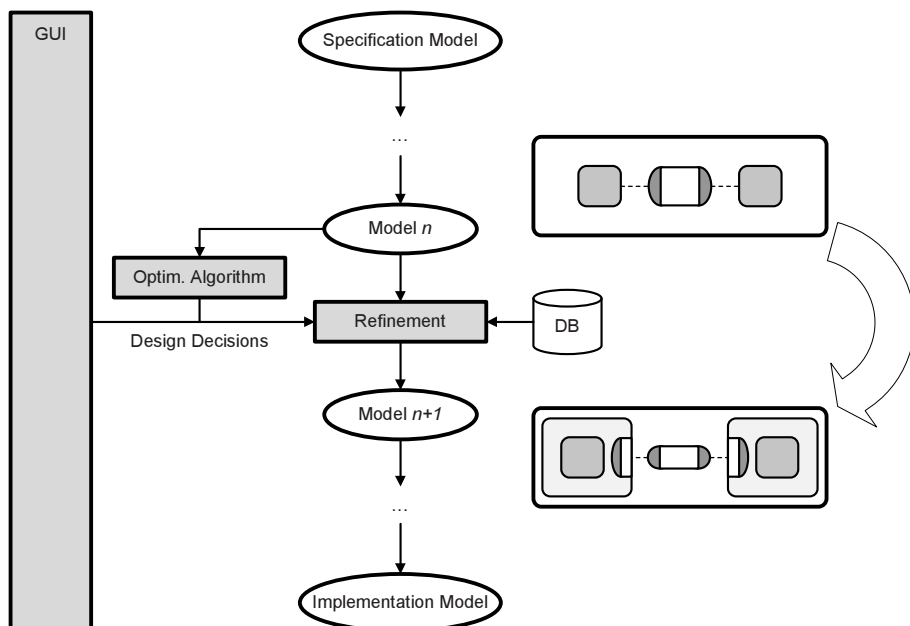 GUI
Specification Model
...
Model n
Optim. Algorithm
Refinement
DB
Design Decisions
Model n+1
...
Implementation Model